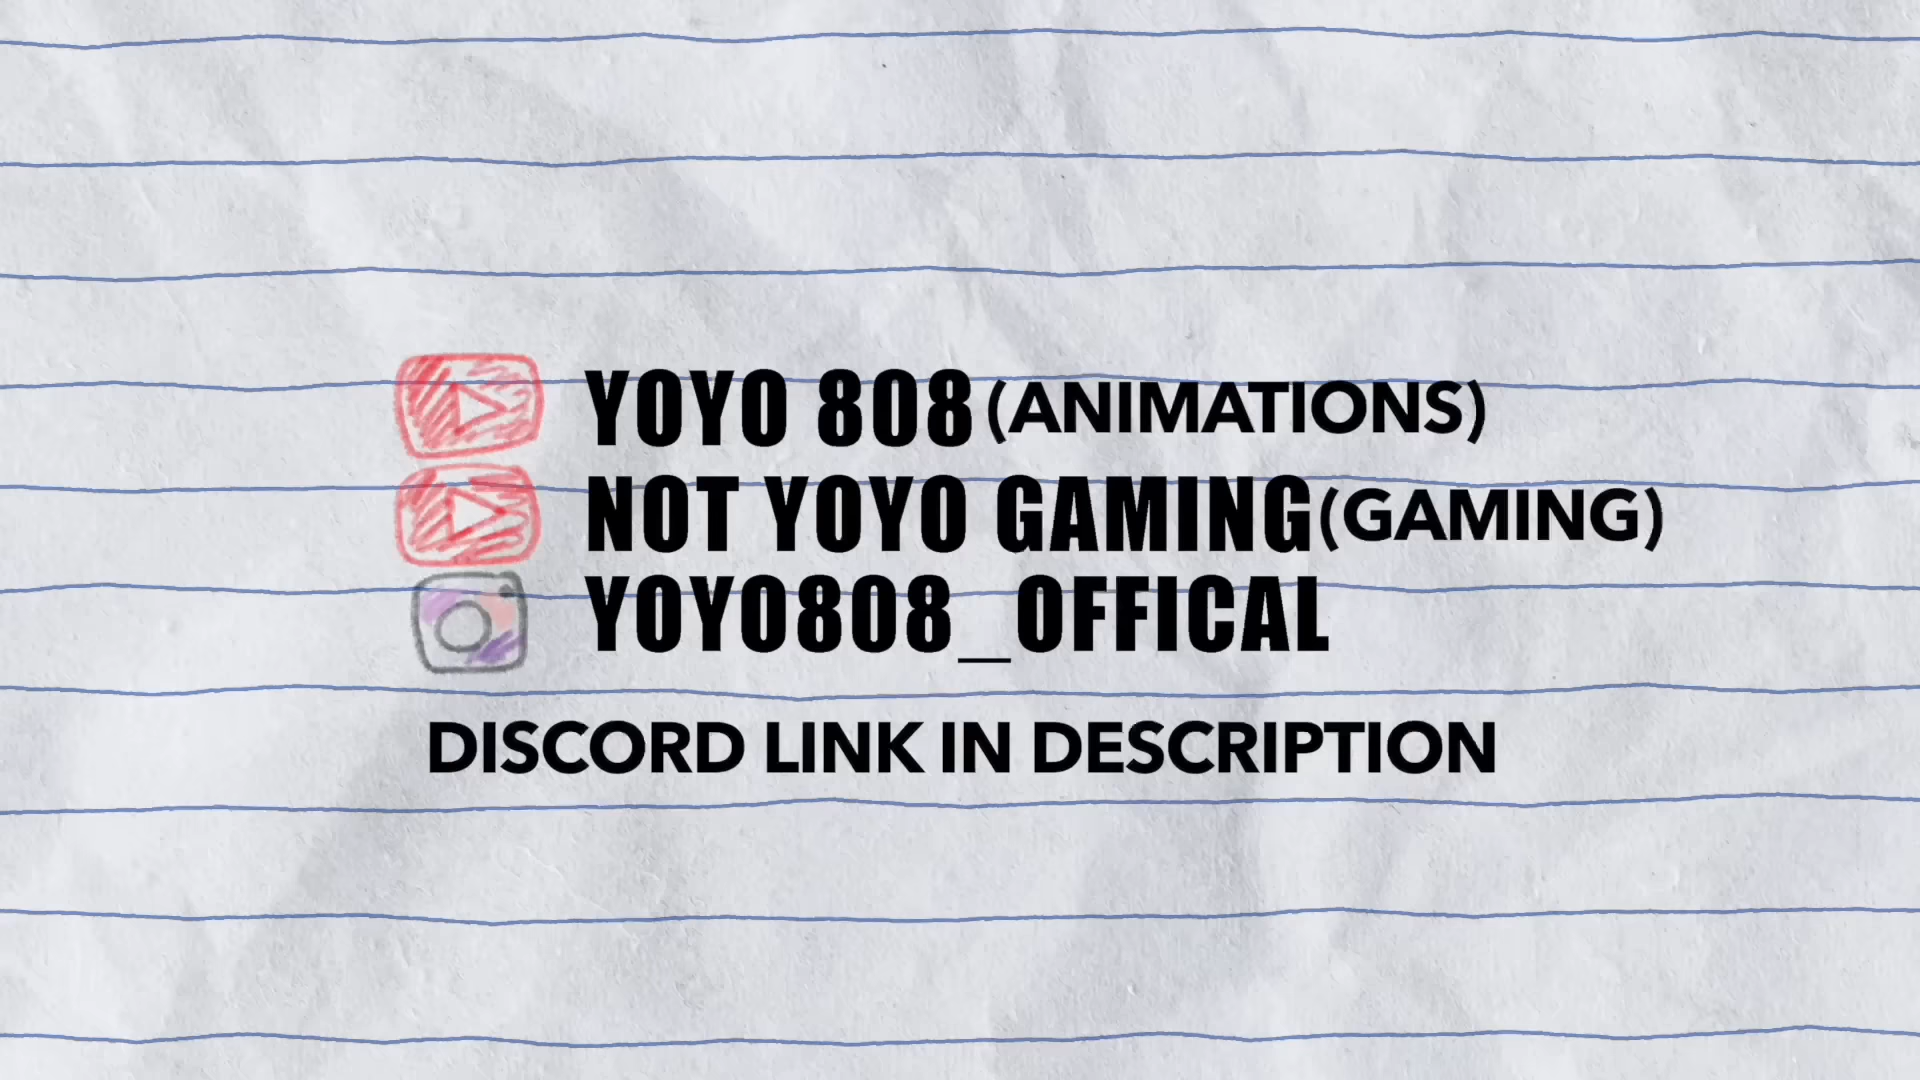 YOYO 808 (ANIMATIONS)
NOT YOYO GAMING (GAMING)
YOYO808_OFFICAL
DISCORD LINK IN DESCRIPTION